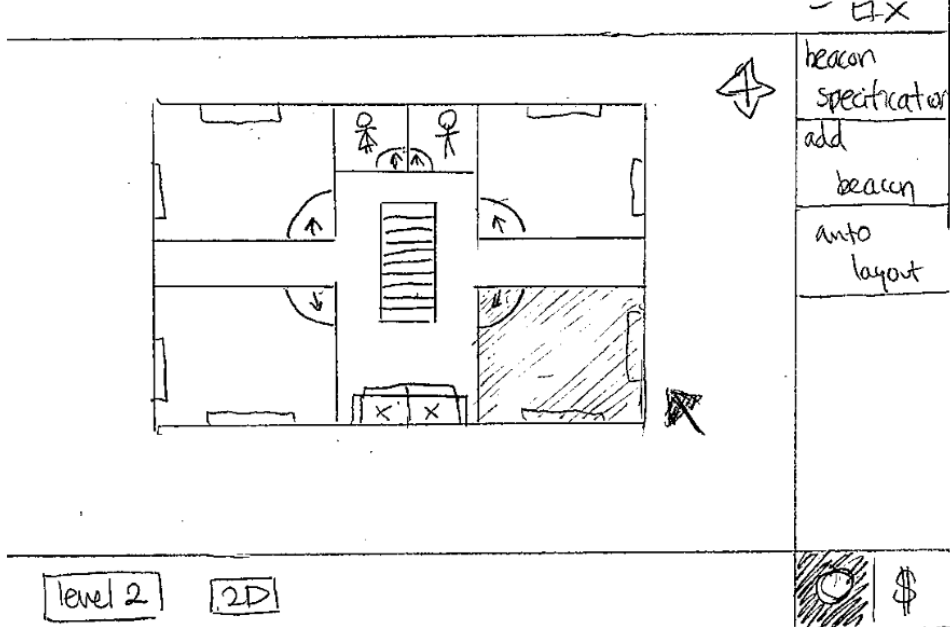 beacon
specification
add
beacon
auto
layout
X X
level 2
2D
$